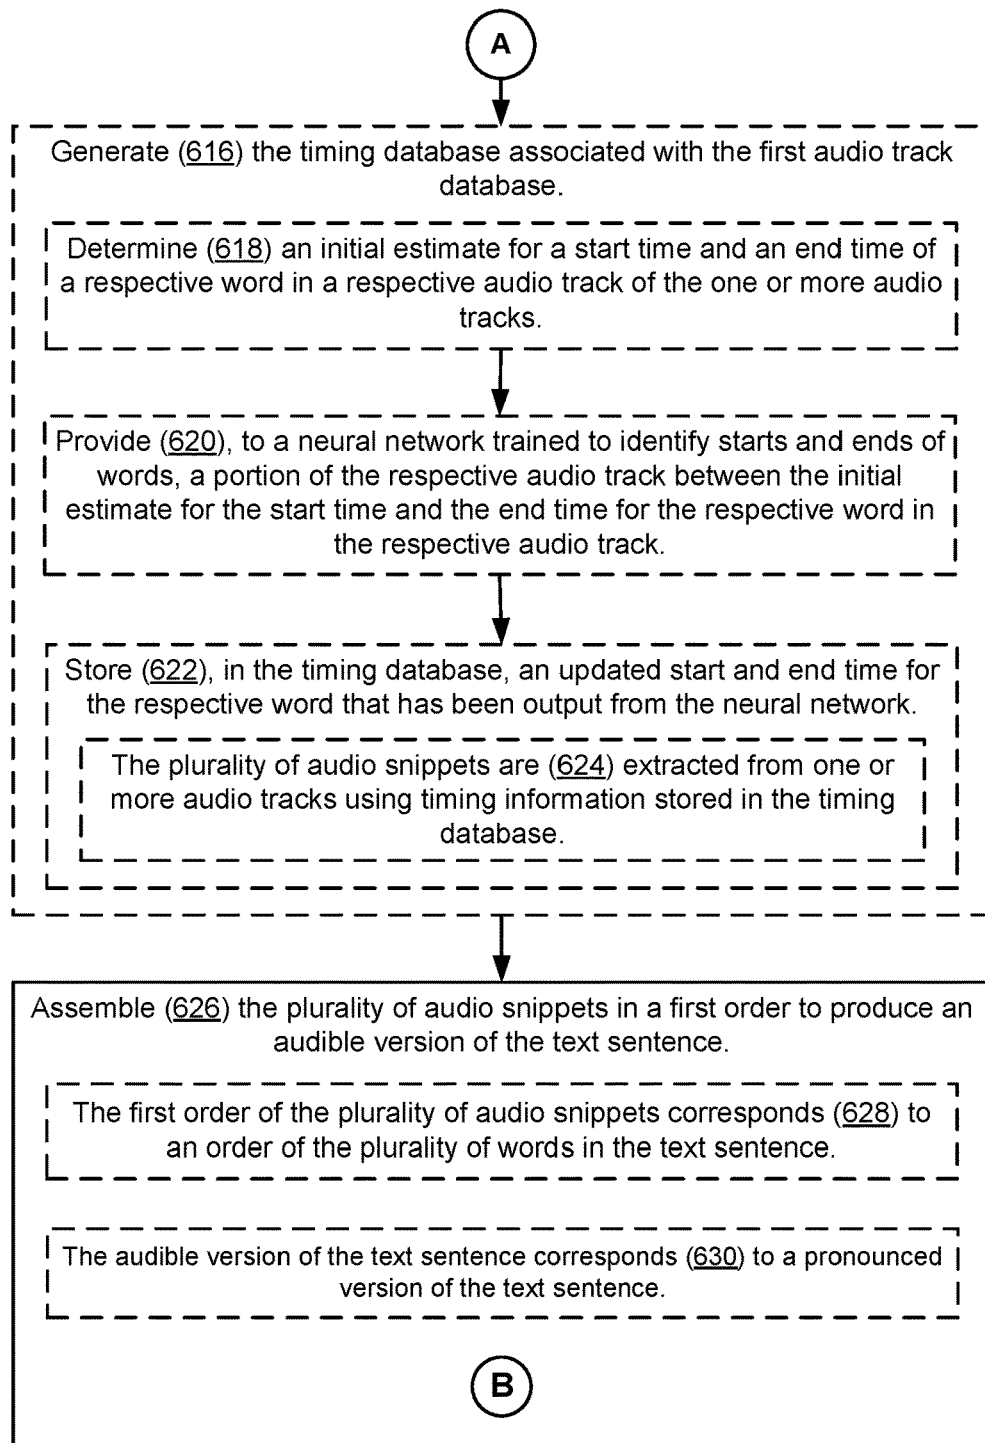 A
Generate (616) the timing database associated with the first audio track
database.
Determine (618) an initial estimate for a start time and an end time of
a respective word in a respective audio track of the one or more audio
tracks.
Provide (620), to a neural network trained to identify starts and ends of
words, a portion of the respective audio track between the initial
estimate for the start time and the end time for the respective word in
the respective audio track.
Store (622), in the timing database, an updated start and end time for
the respective word that has been output from the neural network.
The plurality of audio snippets are (624) extracted from one or
more audio tracks using timing information stored in the timing
database.
Assemble (626) the plurality of audio snippets in a first order to produce an
audible version of the text sentence.
The first order of the plurality of audio snippets corresponds (628) to
an order of the plurality of words in the text sentence.
The audible version of the text sentence corresponds (630) to a pronounced
version of the text sentence.
B